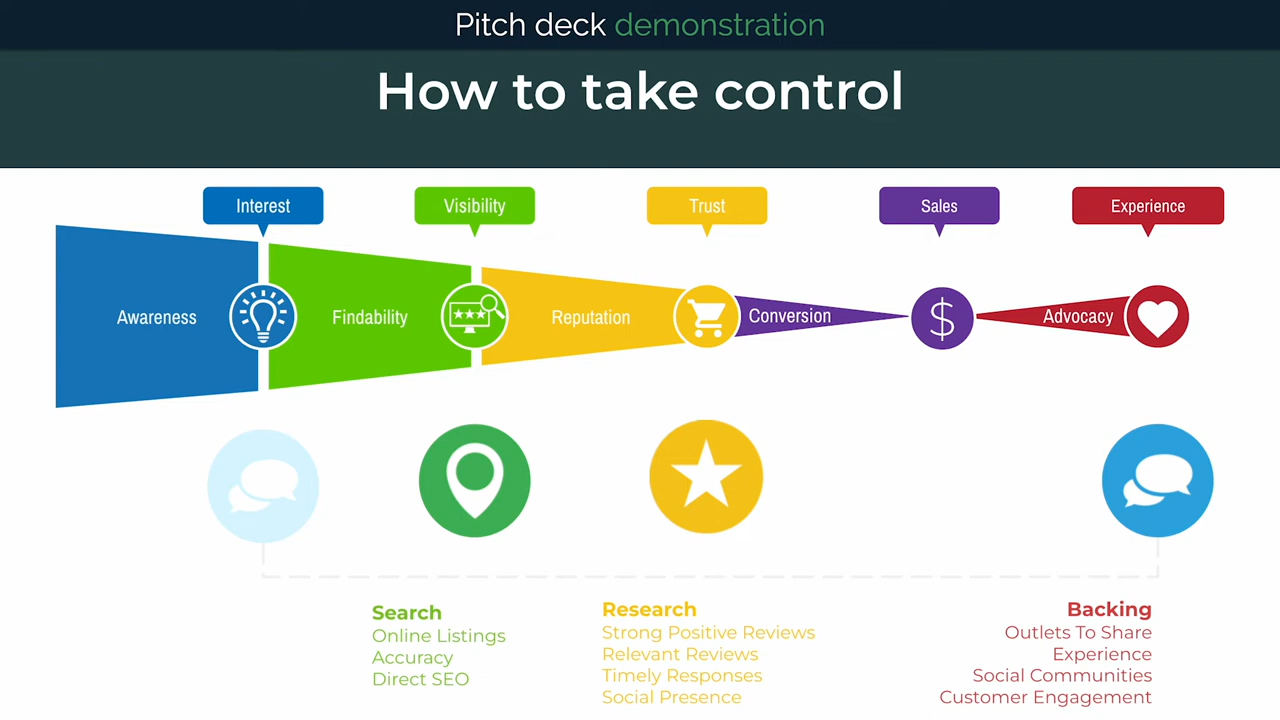 Pitch deck demonstration
How to take control
Interest
Visibility
Trust
Sales
Experience
Awareness
Findability
Reputation
Conversion
$
Advocacy
Search
Online Listings
Accuracy
Direct SEO
Research
Strong Positive Reviews
Relevant Reviews
Timely Responses
Social Presence
Backing
Outlets To Share
Experience
Social Communities
Customer Engagement